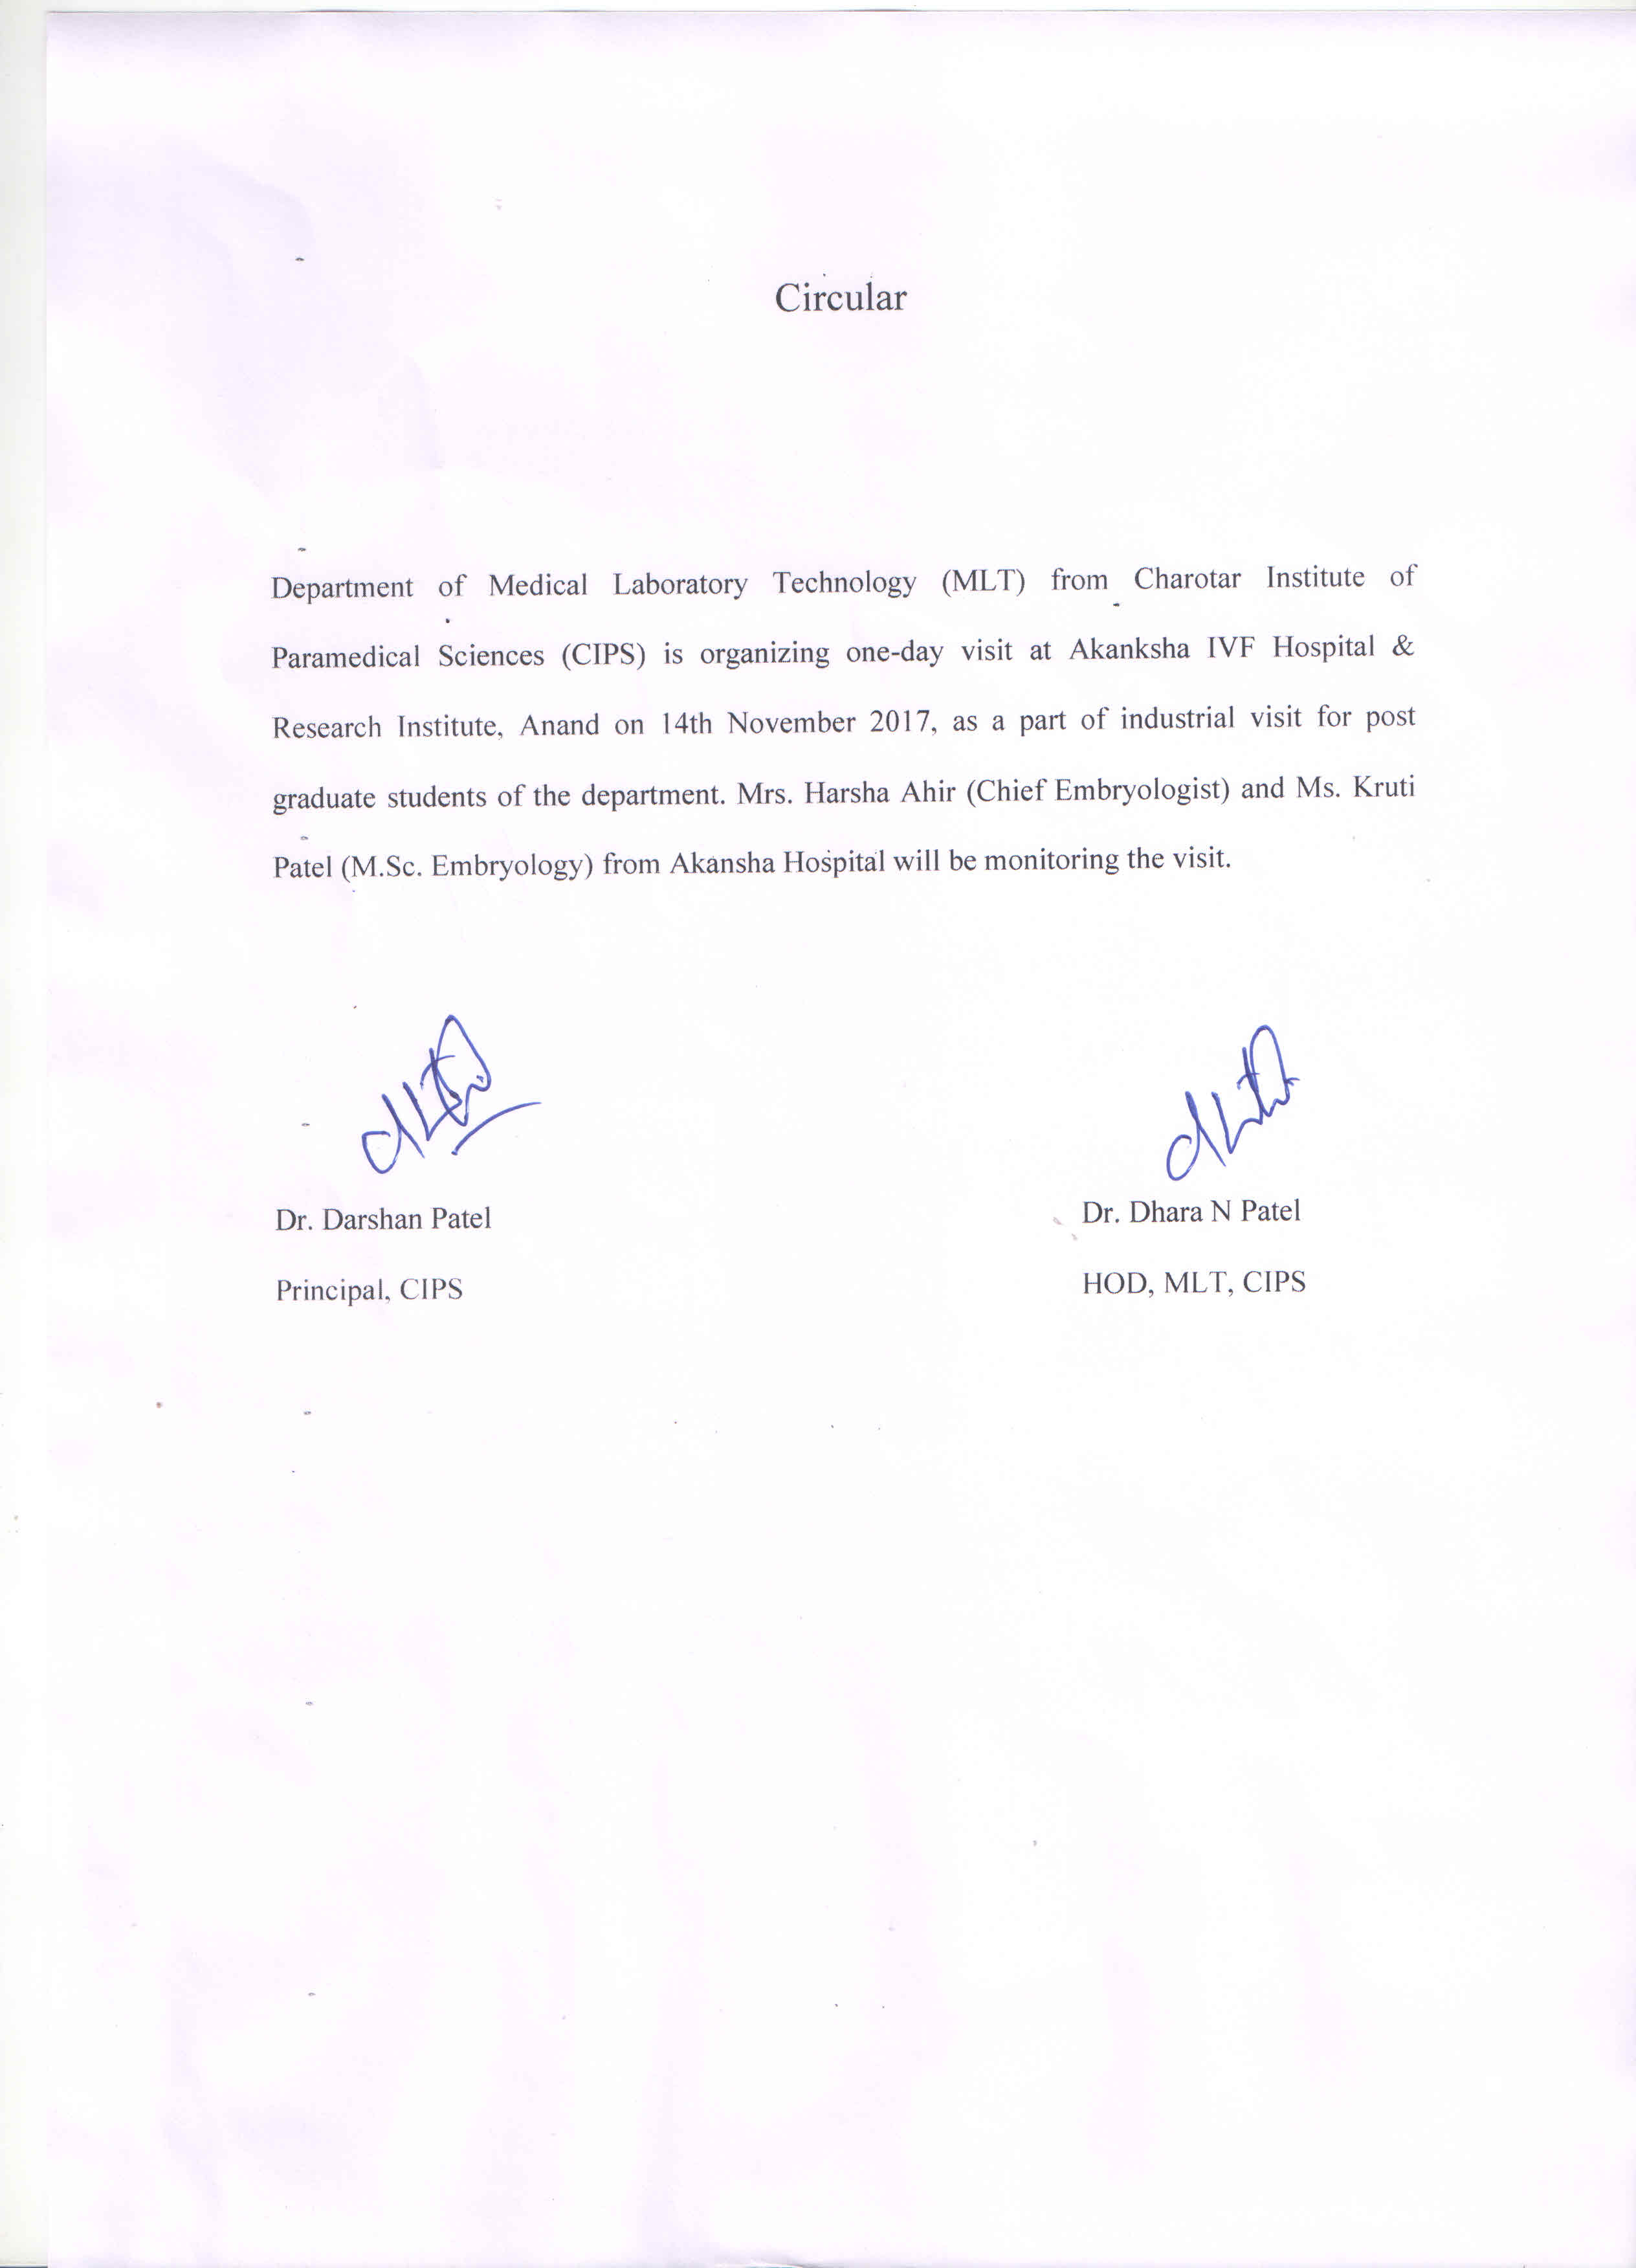 Circular
Department of Medical Laboratory Technology (MLT) from Charotar Institute of
Paramedical Sciences (CIPS) is organizing one-day visit at Akanksha IVF Hospital &
Research Institute, Anand on 14th November 2017, as a part of industrial visit for post
graduate students of the department. Mrs. Harsha Ahir (Chief Embryologist) and Ms. Kruti
Patel (M.Sc. Embryology) from Akansha Hospital will be monitoring the visit.
Dr. Darshan Patel
Dr. Dhara N Patel
Principal, CIPS
HOD, MLT, CIPS